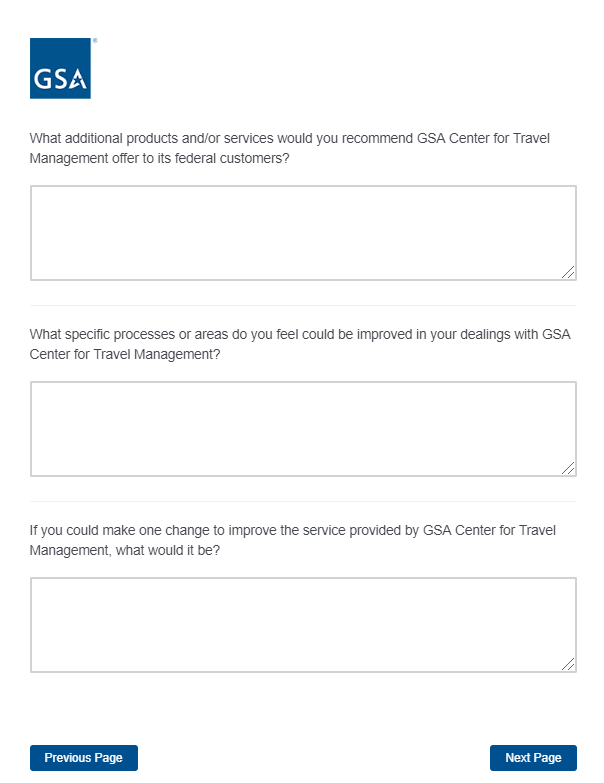 GSA
What additional products and/or services would you recommend GSA Center for Travel
Management offer to its federal customers?
What specific processes or areas do you feel could be improved in your dealings with GSA
Center for Travel Management?
If you could make one change to improve the service provided by GSA Center for Travel
Management, what would it be?
Previous Page
Next Page